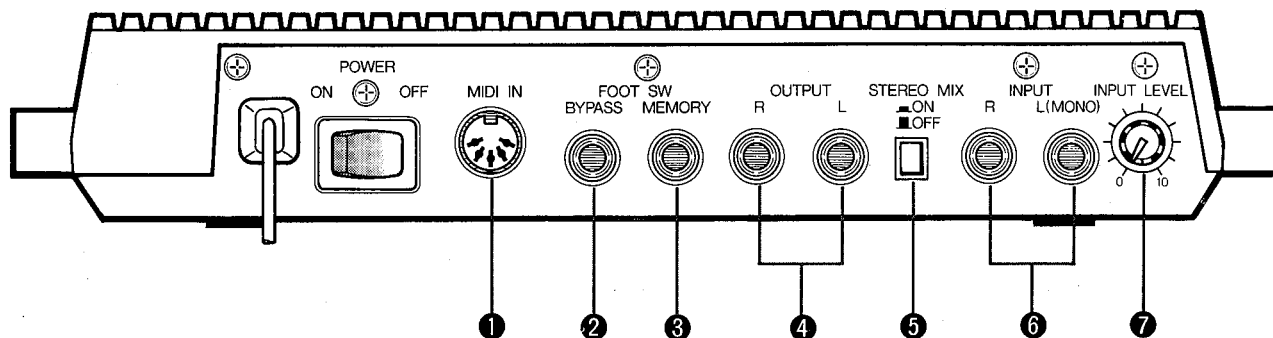 POWER
ON OFF
MIDI IN
FOOT SW
BYPASS MEMORY
OUTPUT
R L
STEREO MIX
ON
OFF
INPUT
R L(MONO)
INPUT LEVEL
0 10
1 2 3 4 5 6 7